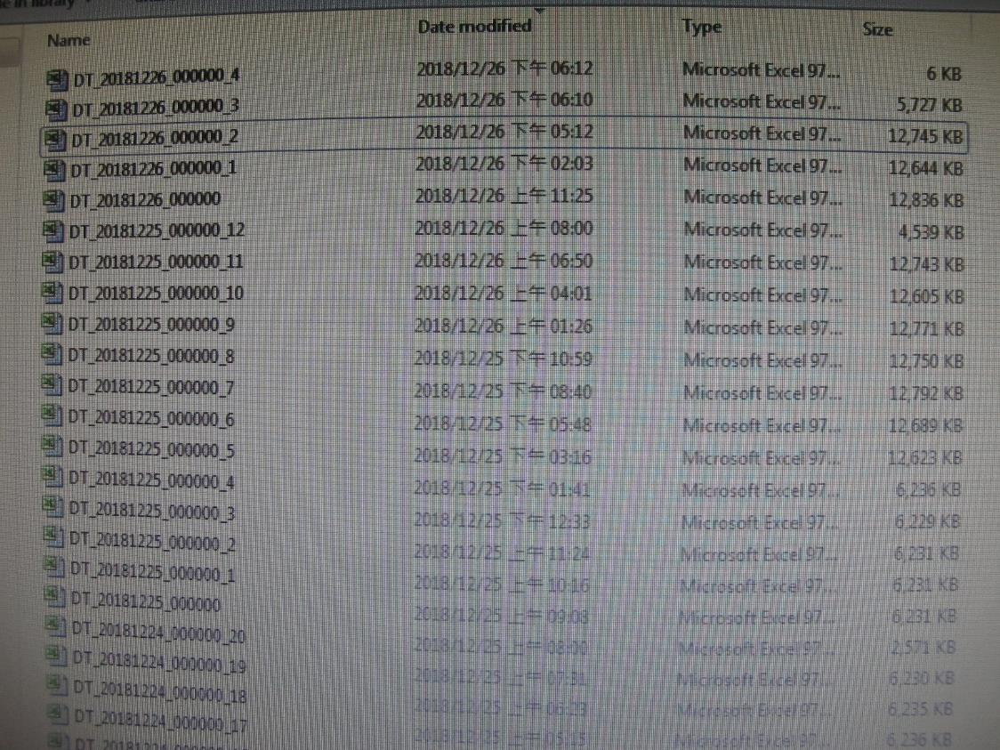 library
Name Date modified Type Size
DT_20181226_000000_4 2018/12/26 下午 06:12 Microsoft Excel 97... 6 KB
DT_20181226_000000_3 2018/12/26 下午 06:10 Microsoft Excel 97... 5,727 KB
DT_20181226_000000_2 2018/12/26 下午 05:12 Microsoft Excel 97... 12,745 KB
DT_20181226_000000_1 2018/12/26 下午 02:03 Microsoft Excel 97... 12,644 KB
DT_20181226_000000 2018/12/26 上午 11:25 Microsoft Excel 97... 12,836 KB
DT_20181225_000000_12 2018/12/26 上午 08:00 Microsoft Excel 97... 4,539 KB
DT_20181225_000000_11 2018/12/26 上午 06:50 Microsoft Excel 97... 12,743 KB
DT_20181225_000000_10 2018/12/26 上午 04:01 Microsoft Excel 97... 12,605 KB
DT_20181225_000000_9 2018/12/26 上午 01:26 Microsoft Excel 97... 12,771 KB
DT_20181225_000000_8 2018/12/25 下午 10:59 Microsoft Excel 97... 12,750 KB
DT_20181225_000000_7 2018/12/25 下午 08:40 Microsoft Excel 97... 12,792 KB
DT_20181225_000000_6 2018/12/25 下午 05:48 Microsoft Excel 97... 12,689 KB
DT_20181225_000000_5 2018/12/25 下午 03:16 Microsoft Excel 97... 12,623 KB
DT_20181225_000000_4 2018/12/25 下午 01:41 Microsoft Excel 97... 6,236 KB
DT_20181225_000000_3 2018/12/25 下午 12:33 Microsoft Excel 97... 6,229 KB
DT_20181225_000000_2 2018/12/25 上午 11:24 Microsoft Excel 97... 6,231 KB
DT_20181225_000000_1 2018/12/25 上午 10:16 Microsoft Excel 97... 6,231 KB
DT_20181225_000000 2018/12/25 上午 09:08 Microsoft Excel 97... 6,231 KB
DT_20181224_000000_20 2018/12/25 上午 08:00 Microsoft Excel 97... 2,571 KB
DT_20181224_000000_19 2018/12/25 上午 07:31 Microsoft Excel 97... 6,230 KB
DT_20181224_000000_18 2018/12/25 上午 06:23 Microsoft Excel 97... 6,235 KB
DT_20181224_000000_17 2018/12/25 上午 05:15 Microsoft Excel 97... 6,236 KB